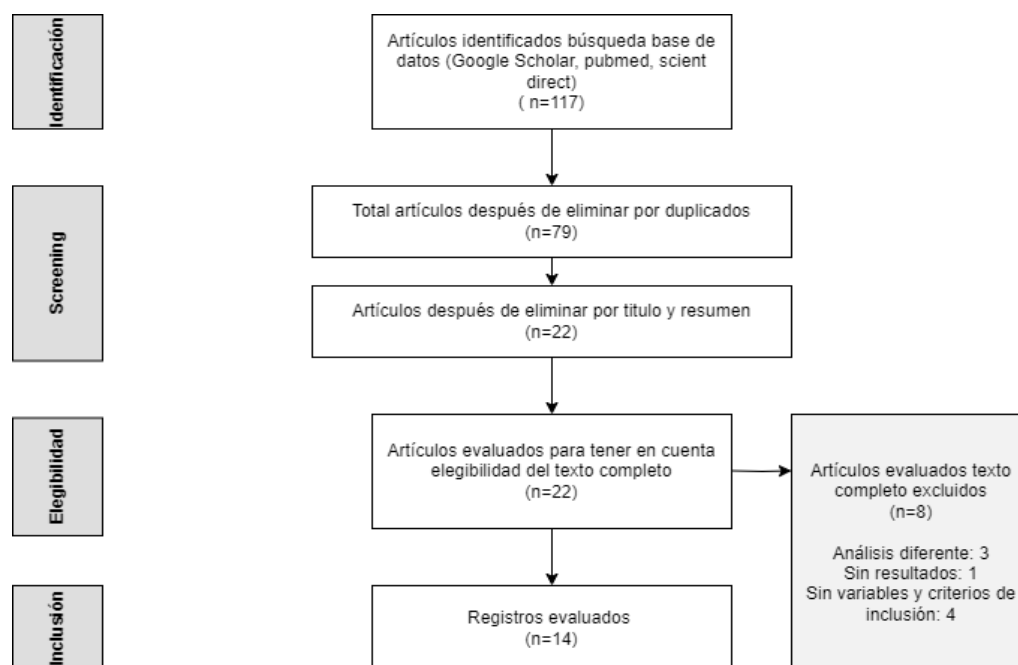 Identificación
Artículos identificados búsqueda base de
datos (Google Scholar, pubmed, scient
direct)
( n=117)
Screening
Total artículos después de eliminar por duplicados
(n=79)
Artículos después de eliminar por titulo y resumen
(n=22)
Elegibilidad
Artículos evaluados para tener en cuenta
elegibilidad del texto completo
(n=22)
Artículos evaluados texto
completo excluidos
(n=8)
Análisis diferente: 3
Sin resultados: 1
Sin variables y criterios de
inclusión: 4
Inclusión
Registros evaluados
(n=14)